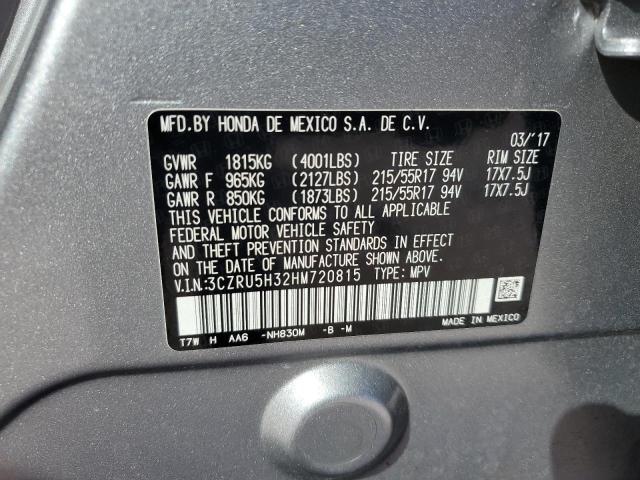 MFD.BY HONDA DE MEXICO S.A. DE C.V.
03/'17
GVWR 1815KG (4001LBS) TIRE SIZE RIM SIZE
GAWR F 965KG (2127LBS) 215/55R17 94V 17X7.5J
GAWR R 850KG (1873LBS) 215/55R17 94V 17X7.5J
THIS VEHICLE CONFORMS TO ALL APPLICABLE
FEDERAL MOTOR VEHICLE SAFETY
AND THEFT PREVENTION STANDARDS IN EFFECT
ON THE DATE OF MANUFACTURE SHOWN ABOVE.
V.I.N.:3CZRU5H32HM720815 TYPE: MPV
T7W H AA6 -NH830M -B -M
MADE IN MEXICO